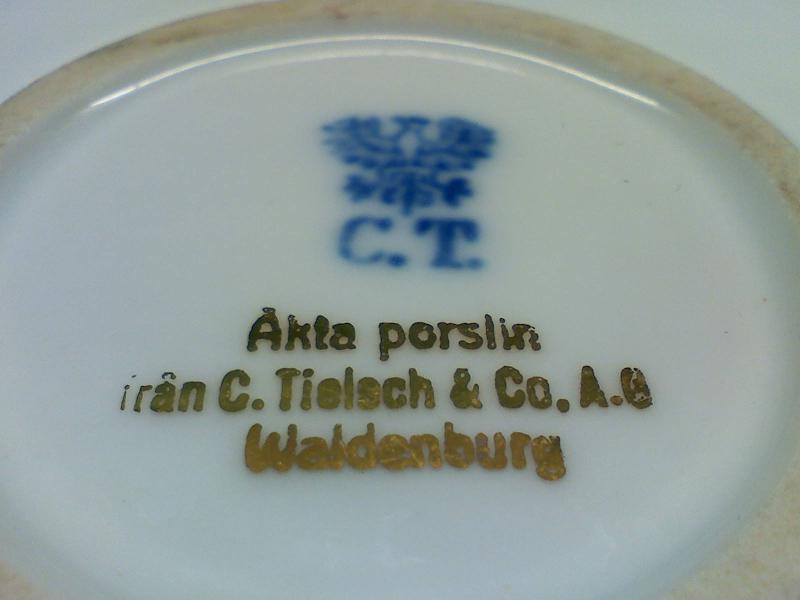 C.T.
Äkta porslin
från C. Tielsch & Co. A.G
Waldenburg